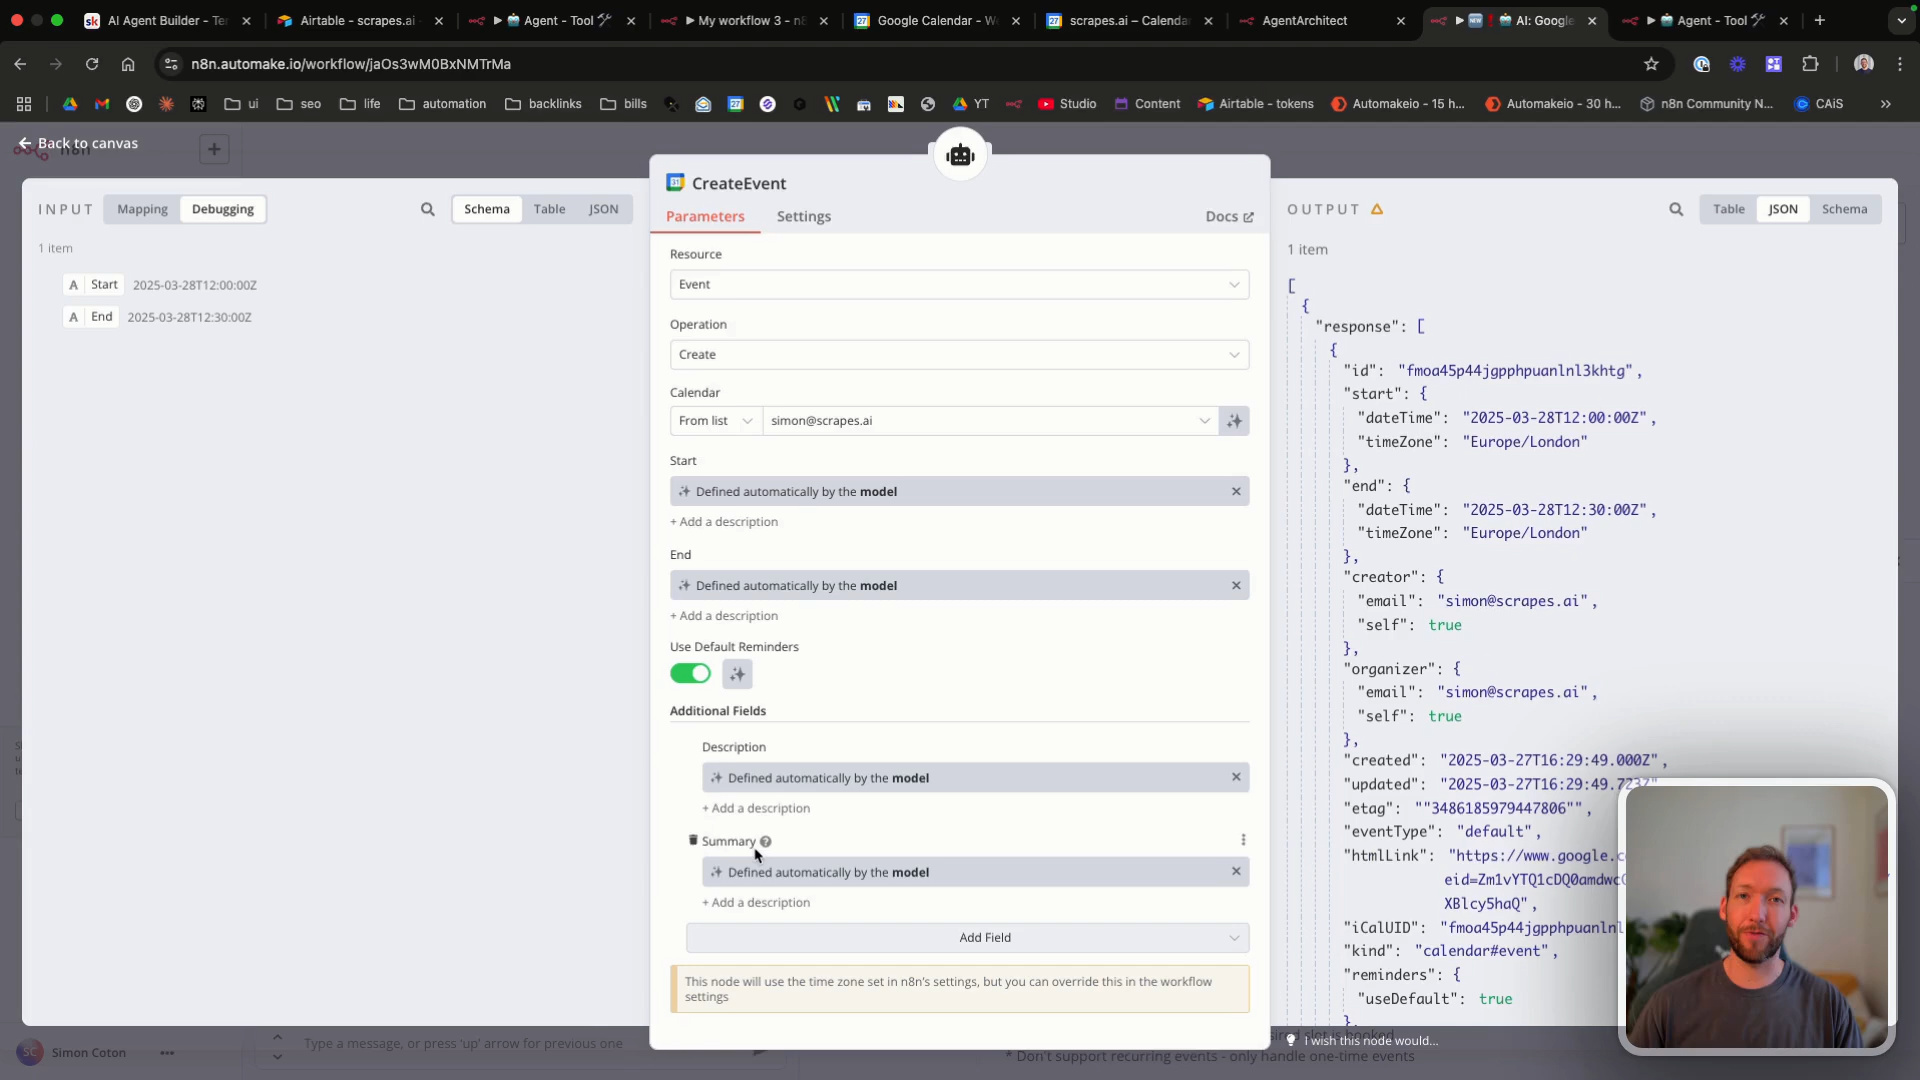 AI Agent Builder - Ter
Airtable - scrapes.ai -
Agent - Tool
My workflow 3 - n8
Google Calendar - W
scrapes.ai – Calenda
AgentArchitect
AI: Google
Agent - Tool
n8n.automake.io/workflow/jaOs3wM0BxNMTrMa
ui
seo
life
automation
backlinks
bills
YT
Studio
Content
Airtable - tokens
Automakeio - 15 h...
Automakeio - 30 h...
n8n Community N...
CAiS
Back to canvas
INPUT
Mapping
Debugging
Schema
Table
JSON
1 item
A Start 2025-03-28T12:00:00Z
A End 2025-03-28T12:30:00Z
CreateEvent
Parameters
Settings
Docs
Resource
Event
Operation
Create
Calendar
From list
simon@scrapes.ai
Start
Defined automatically by the model
+ Add a description
End
Defined automatically by the model
+ Add a description
Use Default Reminders
Additional Fields
Description
Defined automatically by the model
+ Add a description
Summary
Defined automatically by the model
+ Add a description
Add Field
This node will use the time zone set in n8n's settings, but you can override this in the workflow
settings
OUTPUT
Table
JSON
Schema
1 item
[
{
"response": [
{
"id": "fmoa45p44jgpphpuanlnl3khtg",
"start": {
"dateTime": "2025-03-28T12:00:00Z",
"timeZone": "Europe/London"
},
"end": {
"dateTime": "2025-03-28T12:30:00Z",
"timeZone": "Europe/London"
},
"creator": {
"email": "simon@scrapes.ai",
"self": true
},
"organizer": {
"email": "simon@scrapes.ai",
"self": true
},
"created": "2025-03-27T16:29:49.000Z",
"updated": "2025-03-27T16:29:49.723Z",
"etag": ""3486185979447806"",
"eventType": "default",
"htmlLink": "https://www.google.c
eid=Zm1vYTQ1cDQ0amdwc
XBlcy5haQ",
"iCalUID": "fmoa45p44jgpphpuanlnl
"kind": "calendar#event",
"reminders": {
"useDefault": true
},
I wish this node would...
SC
Simon Coton
Type a message, or press 'up' arrow for previous one
* Don't support recurring events - only handle one-time events